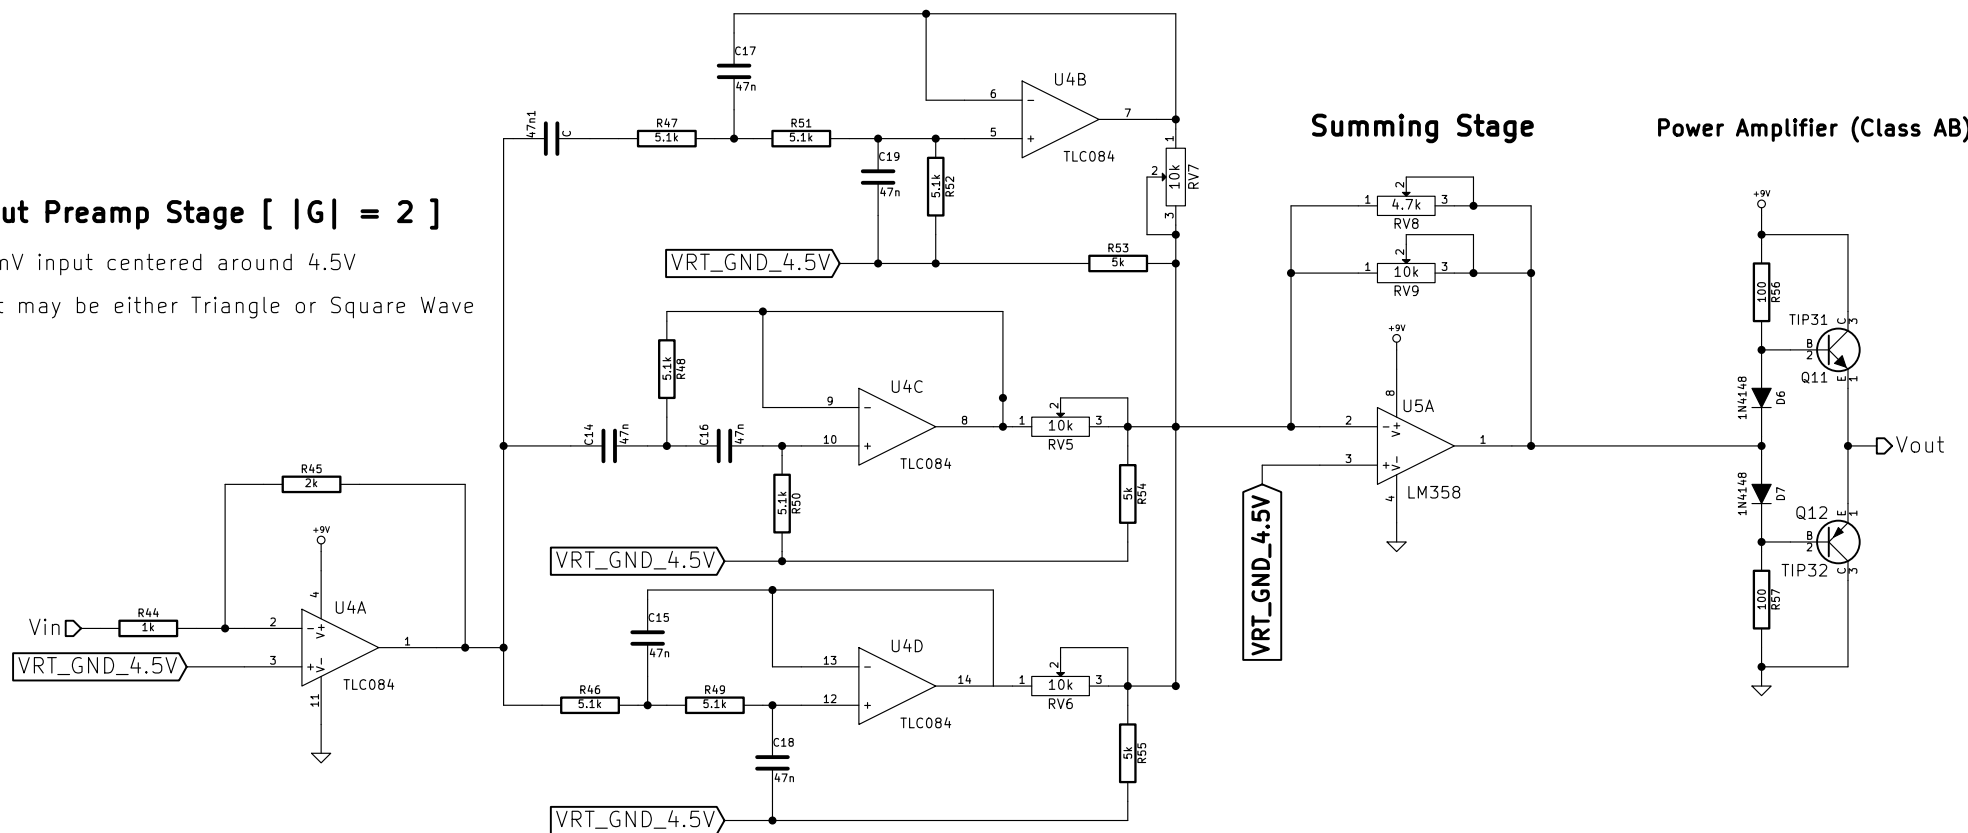 ut Preamp Stage [ |G| = 2 ]
mV input centered around 4.5V
t may be either Triangle or Square Wave
Summing Stage
Power Amplifier (Class AB)
C17
47n
U4B
6
5
7
TLC084
47n1
C
R47
5.1k
R51
5.1k
C19
47n
5.1k
R52
1
2
3
10k
RV7
VRT_GND_4.5V
R53
5k
5.1k
R48
U4C
9
10
8
TLC084
C14
47n
C16
47n
5.1k
R50
1
2
3
10k
RV5
5k
R54
VRT_GND_4.5V
R45
2k
+9V
4
U4A
Vin
R44
1k
2
3
1
V+
V-
11
TLC084
VRT_GND_4.5V
C15
47n
U4D
13
12
14
TLC084
R46
5.1k
R49
5.1k
C18
47n
1
2
3
10k
RV6
5k
R55
VRT_GND_4.5V
1
2
3
4.7k
RV8
1
2
3
10k
RV9
+9V
8
U5A
2
3
1
V+
V-
4
LM358
VRT_GND_4.5V
+9V
100
R56
TIP31
C
3
B
2
E
1
Q11
1N4148
D6
Vout
1N4148
D7
Q12
E
1
B
2
C
3
TIP32
100
R57